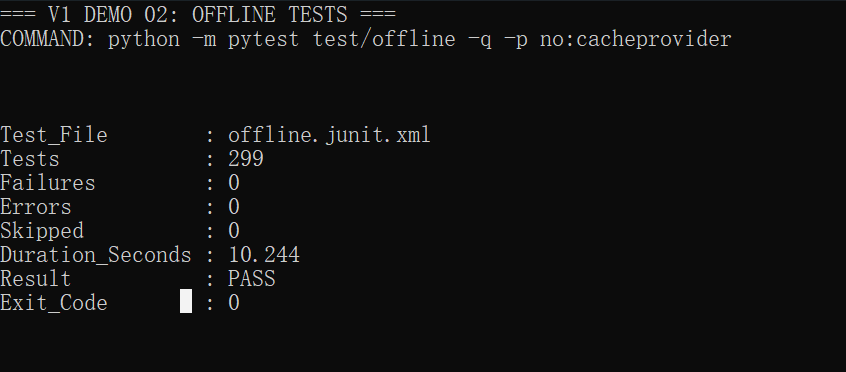 === V1 DEMO 02: OFFLINE TESTS ===
COMMAND: python -m pytest test/offline -q -p no:cacheprovider
Test_File        : offline.junit.xml
Tests            : 299
Failures         : 0
Errors           : 0
Skipped          : 0
Duration_Seconds : 10.244
Result           : PASS
Exit_Code        : 0